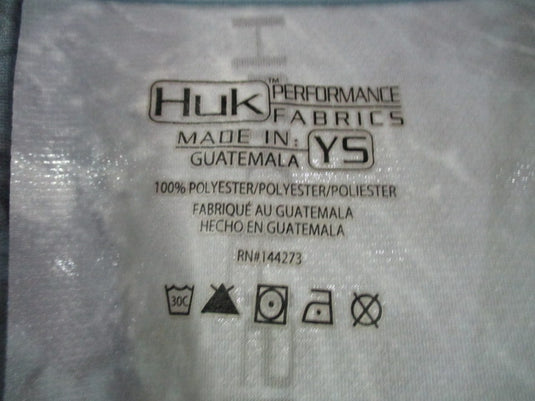 Huk™ PERFORMANCE FABRICS
MADE IN: GUATEMALA YS
100% POLYESTER/POLYESTER/POLIESTER
FABRIQUÉ AU GUATEMALA
HECHO EN GUATEMALA
RN#144273
30C